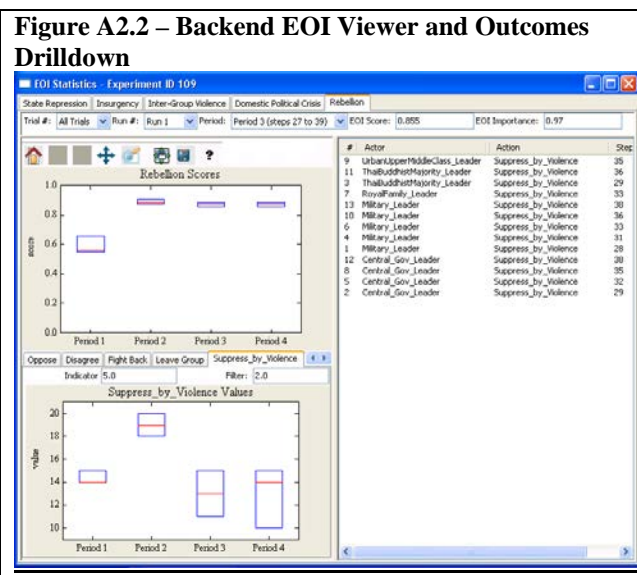 Figure A2.2 – Backend EOI Viewer and Outcomes
Drilldown
EOI Statistics - Experiment ID 109
State Repression Insurgency Inter-Group Violence Domestic Political Crisis Rebellion
Trial #: All Trials Run #: Run 1 Period: Period 3 (steps 27 to 39) EOI Score: 0.855 EOI Importance: 0.97
?
Rebellion Scores
1.0
0.8
0.6
0.4
0.2
0.0
score
Period 1 Period 2 Period 3 Period 4
Oppose Disagree Fight Back Leave Group Suppress_by_Violence
Indicator 5.0 Filter: 2.0
Suppress_by_Violence Values
20
18
16
14
12
10
value
Period 1 Period 2 Period 3 Period 4
# Actor Action Step
9 UrbanUpperMiddleClass_Leader Suppress_by_Violence 35
11 ThaiBuddhistMajority_Leader Suppress_by_Violence 36
3 ThaiBuddhistMajority_Leader Suppress_by_Violence 29
7 RoyalFamily_Leader Suppress_by_Violence 33
13 Military_Leader Suppress_by_Violence 38
10 Military_Leader Suppress_by_Violence 36
6 Military_Leader Suppress_by_Violence 33
4 Military_Leader Suppress_by_Violence 31
1 Military_Leader Suppress_by_Violence 28
12 Central_Gov_Leader Suppress_by_Violence 38
8 Central_Gov_Leader Suppress_by_Violence 35
5 Central_Gov_Leader Suppress_by_Violence 32
2 Central_Gov_Leader Suppress_by_Violence 29